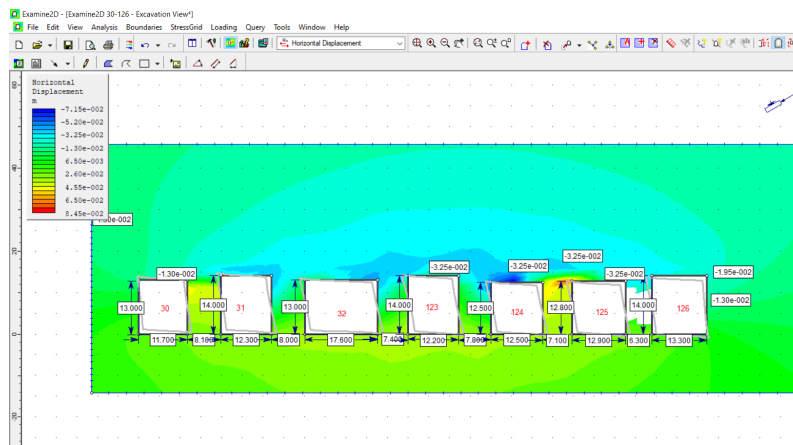 Examine2D - [Examine2D 30-126 - Excavation View*]
File Edit View Analysis Boundaries StressGrid Loading Query Tools Window Help
Horizontal Displacement
Horizontal
Displacement
m
-7.15e-002
-5.20e-002
-3.25e-002
-1.30e-002
6.50e-003
2.60e-002
4.55e-002
6.50e-002
8.45e-002
60
40
20
0
-20
-3.25e-002
-1.30e-002
-3.25e-002
-3.25e-002
-3.25e-002
-1.95e-002
-1.30e-002
13.000
30
14.000
31
13.000
32
14.000
123
12.500
124
12.800
125
14.000
126
11.700
8.100
12.300
8.000
17.600
7.400
12.200
7.800
12.500
7.100
12.900
6.300
13.300